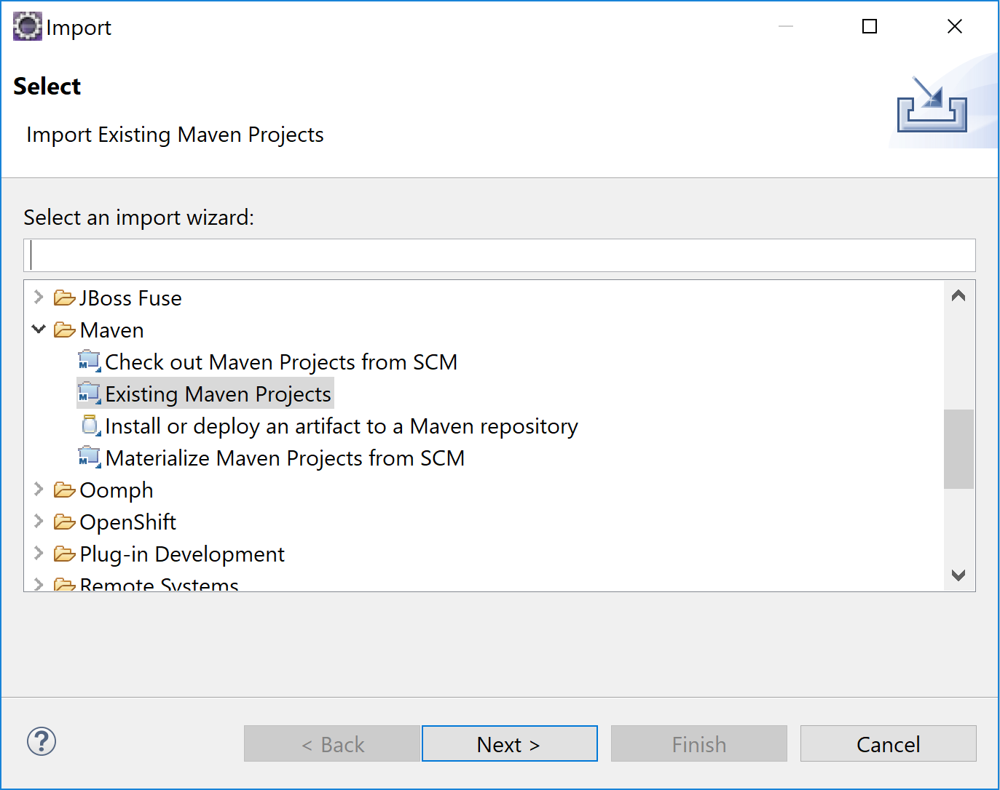 Import
Select
Import Existing Maven Projects
Select an import wizard:
JBoss Fuse
Maven
Check out Maven Projects from SCM
Existing Maven Projects
Install or deploy an artifact to a Maven repository
Materialize Maven Projects from SCM
Oomph
OpenShift
Plug-in Development
Remote Systems
? < Back Next > Finish Cancel